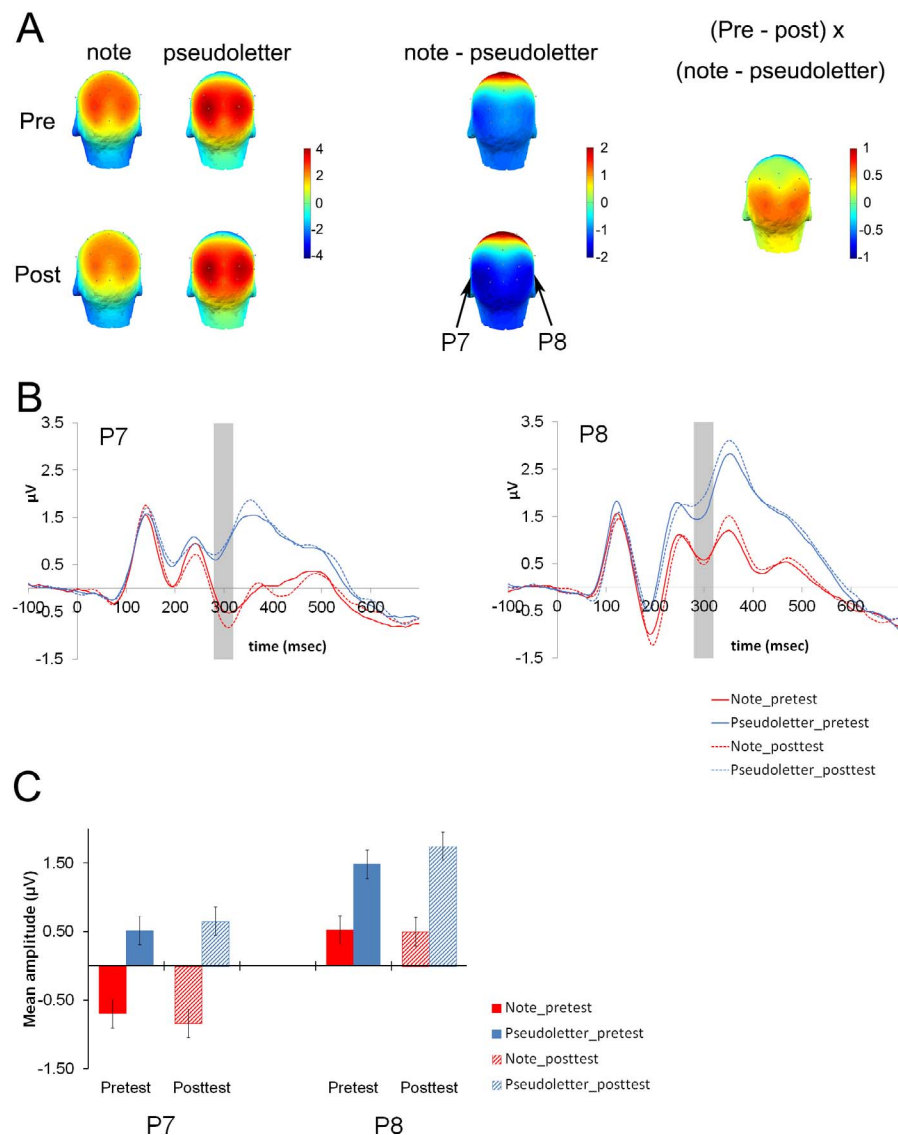 A
note pseudoletter note - pseudoletter (Pre - post) x
(note - pseudoletter)
Pre
4
2
0
-2
-4
2
1
0
-1
-2
1
0.5
0
-0.5
-1
Post
P7 P8
B
3.5
2.5
1.5
0.5
-0.5
-1.5
µV
P7
-100 0 100 200 300 400 500 600
time (msec)
3.5
2.5
1.5
0.5
-0.5
-1.5
µV
P8
-100 0 100 200 300 400 500 600
time (msec)
Note_pretest
Pseudoletter_pretest
Note_posttest
Pseudoletter_posttest
C
Mean amplitude (µV)
1.50
0.50
-0.50
-1.50
Pretest Posttest Pretest Posttest
P7 P8
Note_pretest
Pseudoletter_pretest
Note_posttest
Pseudoletter_posttest